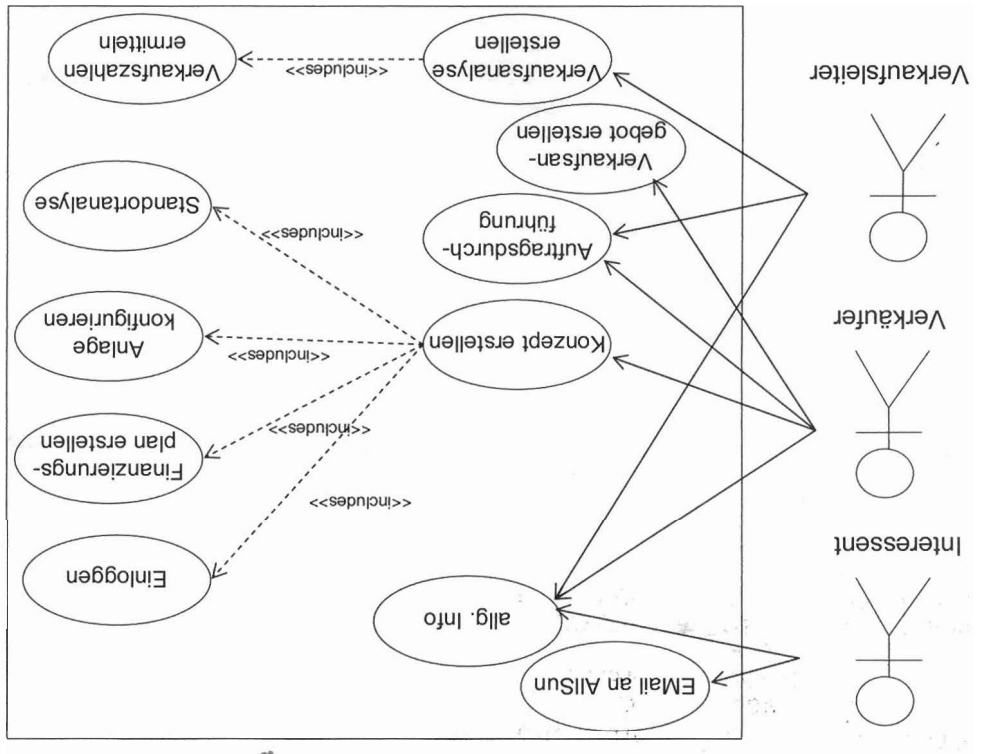 EMail an AllSun
allg. Info
Interessent
Einloggen
<<includes>>
Finanzierungs-
plan erstellen
<<includes>>
Verkäufer
Konzept erstellen
<<includes>>
Anlage
konfigurieren
Auftragsdurch-
führung
<<includes>>
Standortanalyse
Verkaufsan-
gebot erstellen
Verkaufsleiter
Verkaufsanalyse
erstellen
<<includes>>
Verkaufszahlen
ermitteln